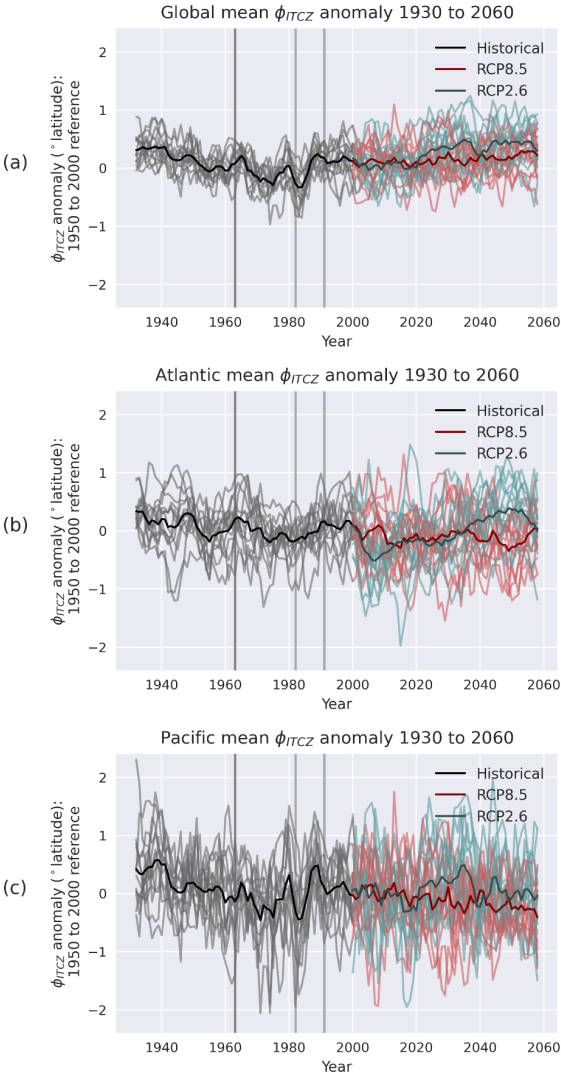 Global mean ϕITCZ anomaly 1930 to 2060
(a)
ϕITCZ anomaly (°latitude):
1950 to 2000 reference
2
1
0
−1
−2
Historical
RCP8.5
RCP2.6
1940 1960 1980 2000 2020 2040 2060
Year
Atlantic mean ϕITCZ anomaly 1930 to 2060
(b)
ϕITCZ anomaly (°latitude):
1950 to 2000 reference
2
1
0
−1
−2
Historical
RCP8.5
RCP2.6
1940 1960 1980 2000 2020 2040 2060
Year
Pacific mean ϕITCZ anomaly 1930 to 2060
(c)
ϕITCZ anomaly (°latitude):
1950 to 2000 reference
2
1
0
−1
−2
Historical
RCP8.5
RCP2.6
1940 1960 1980 2000 2020 2040 2060
Year